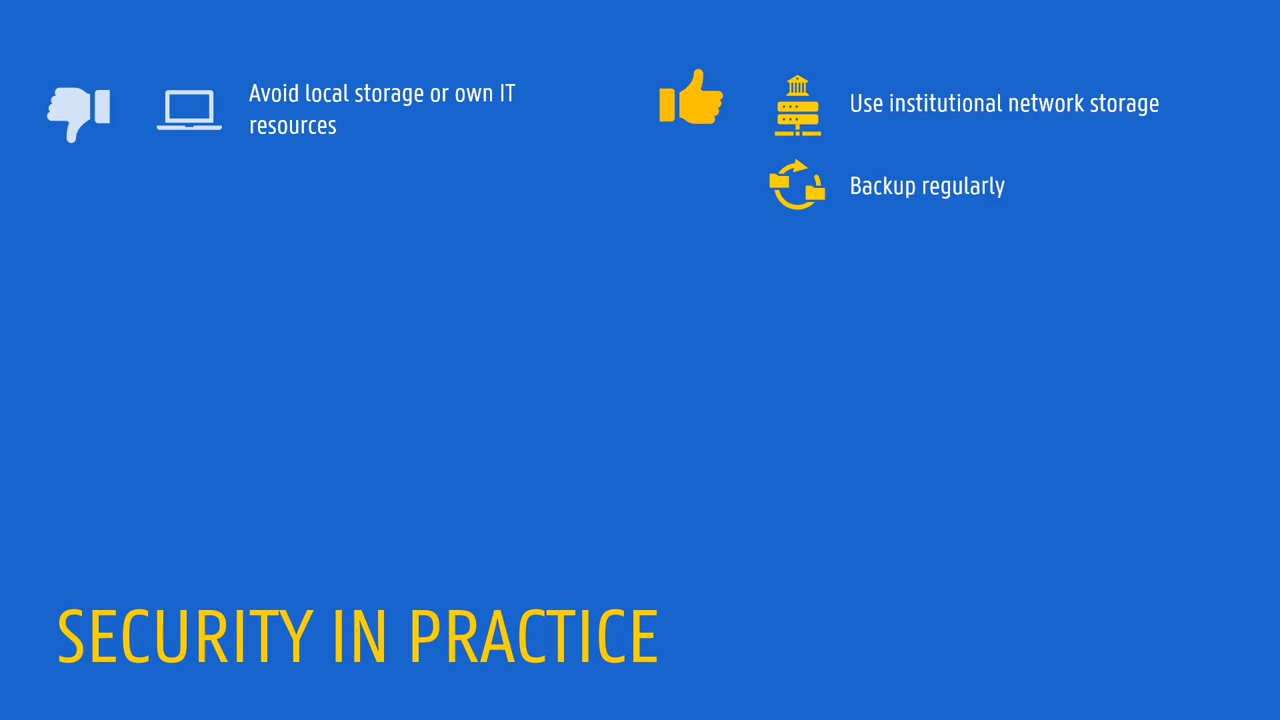 Avoid local storage or own IT
resources
Use institutional network storage
Backup regularly
SECURITY IN PRACTICE